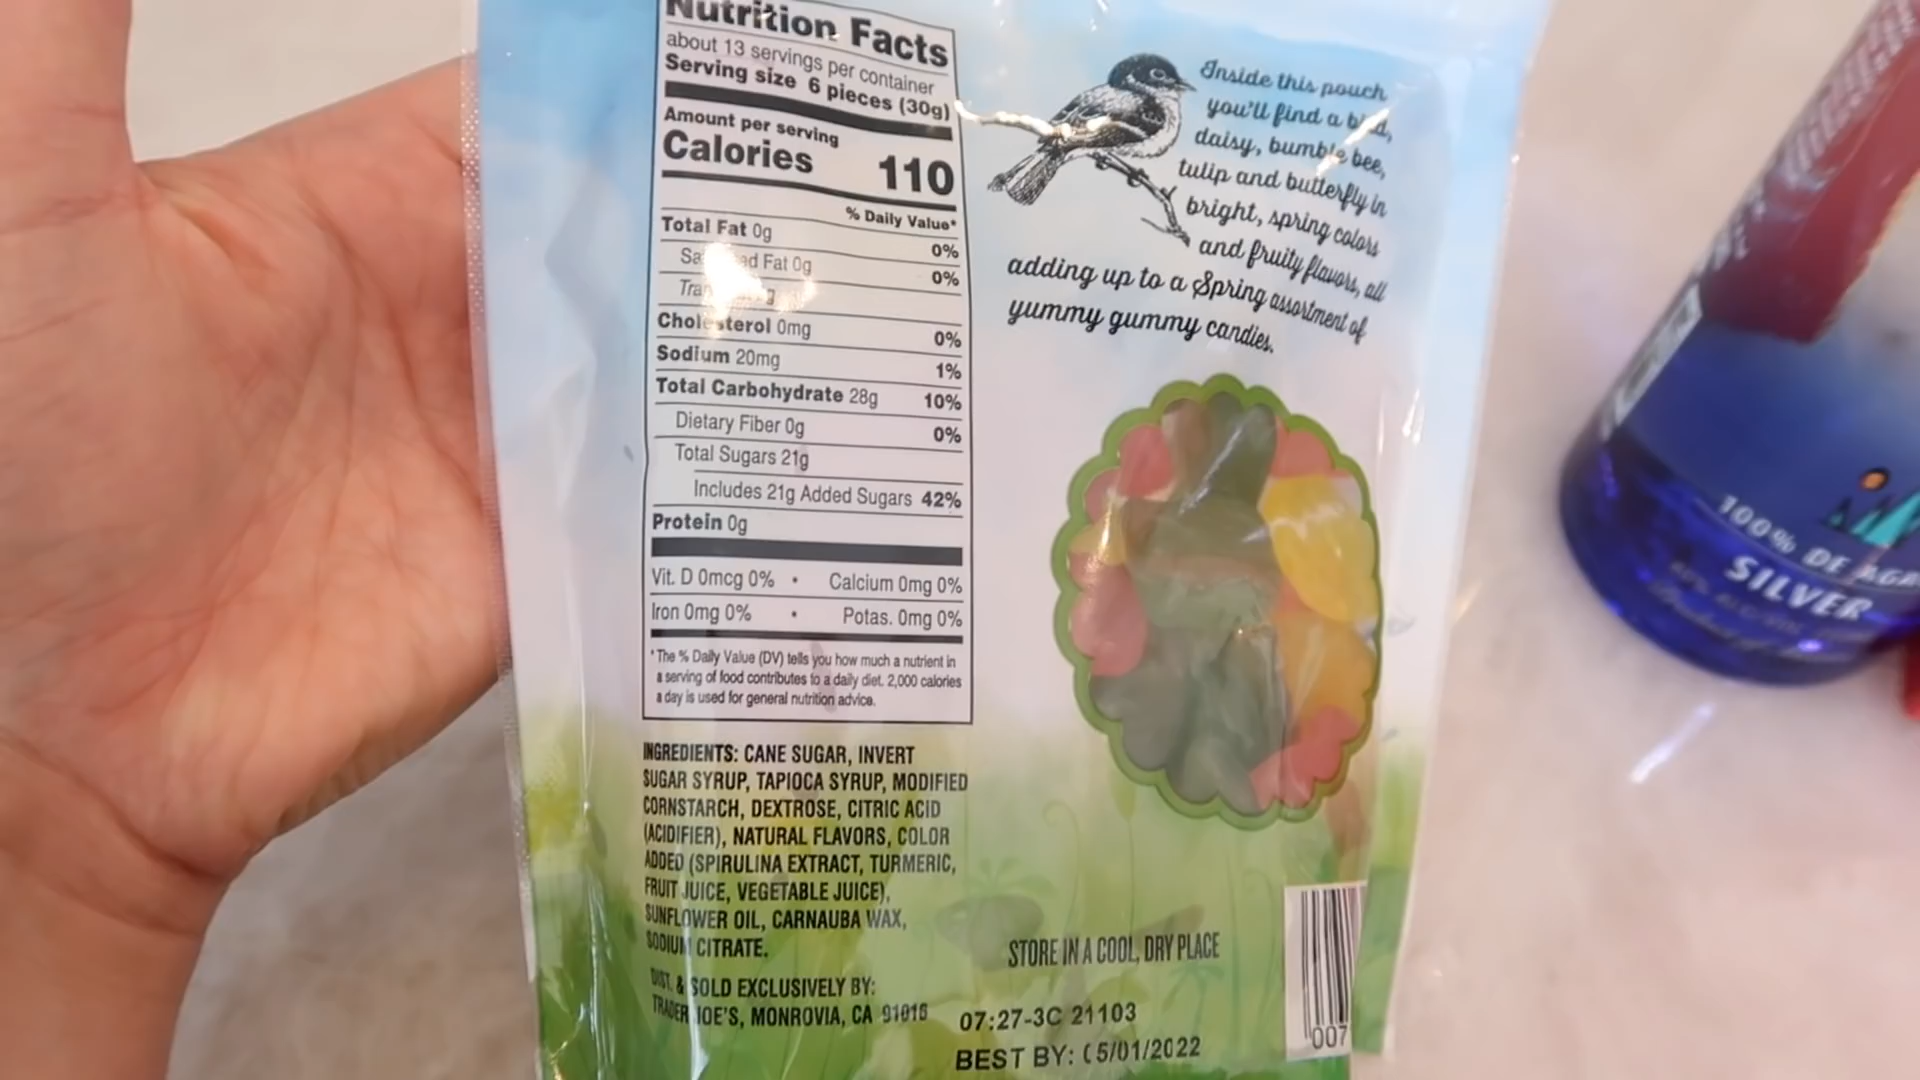 Nutrition Facts
about 13 servings per container
Serving size 6 pieces (30g)
Amount per serving
Calories 110
% Daily Value*
Total Fat 0g 0%
Fat 0g 0%
Cholesterol 0mg 0%
Sodium 20mg 1%
Total Carbohydrate 28g 10%
Dietary Fiber 0g 0%
Total Sugars 21g
Includes 21g Added Sugars 42%
Protein 0g
Vit. D 0mcg 0% • Calcium 0mg 0%
Iron 0mg 0% • Potas. 0mg 0%
*The % Daily Value (DV) tells you how much a nutrient in
a serving of food contributes to a daily diet. 2,000 calories
a day is used for general nutrition advice.
INGREDIENTS: CANE SUGAR, INVERT
SUGAR SYRUP, TAPIOCA SYRUP, MODIFIED
CORNSTARCH, DEXTROSE, CITRIC ACID
(ACIDIFIER), NATURAL FLAVORS, COLOR
ADDED (SPIRULINA EXTRACT, TURMERIC,
FRUIT JUICE, VEGETABLE JUICE),
SUNFLOWER OIL, CARNAUBA WAX,
SODIUM CITRATE.
DIST. & SOLD EXCLUSIVELY BY:
TRADER JOE'S, MONROVIA, CA 91016
Inside this pouch
you'll find a bird,
daisy, bumble bee,
tulip and butterfly in
bright, spring colors
and fruity flavors, all
adding up to a Spring assortment of
yummy gummy candies.
STORE IN A COOL, DRY PLACE
07:27-3C 21103
BEST BY: 05/01/2022
007
100% DE
SILVER